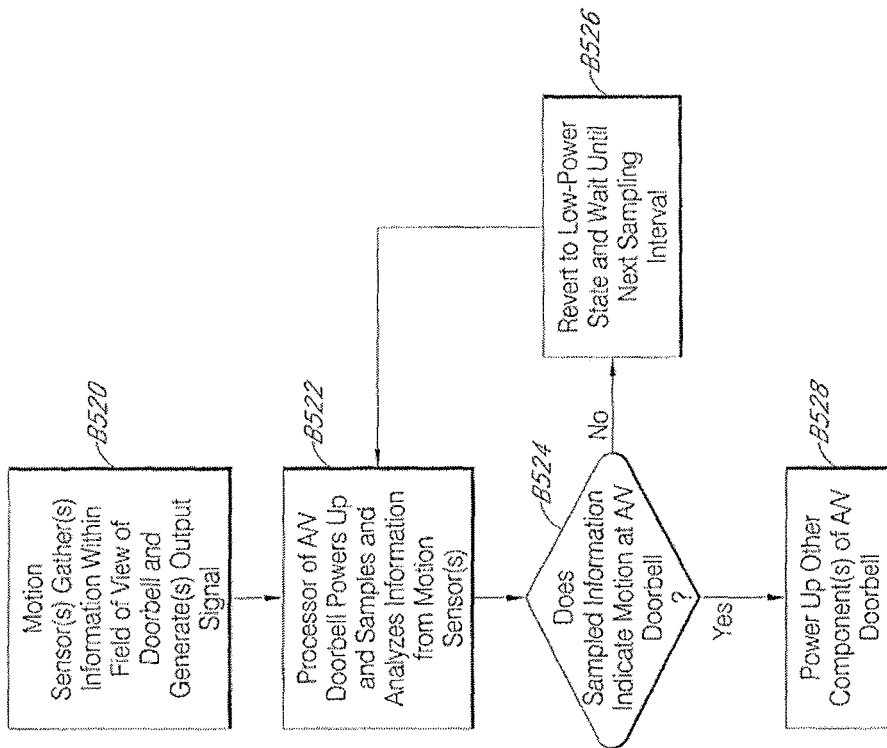 B520
Motion
Sensor(s) Gather(s)
Information Within
Field of View of
Doorbell and
Generate(s) Output
Signal
B522
Processor of A/V
Doorbell Powers Up
and Samples and
Analyzes Information
from Motion
Sensor(s)
B524
Does
Sampled Information
Indicate Motion at A/V
Doorbell
?
No
B526
Revert to Low-Power
State and Wait Until
Next Sampling
Interval
Yes
B528
Power Up Other
Component(s) of A/V
Doorbell